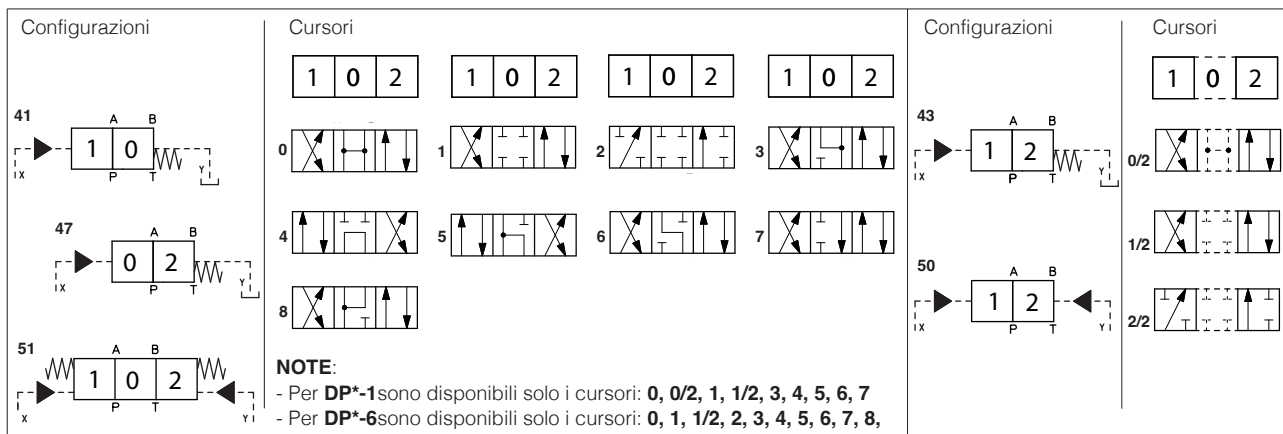 Configurazioni
Cursori
Configurazioni
Cursori
1 0 2
1 0 2
1 0 2
1 0 2
1 0 2
41
A B
1 0
X
P T
Y
47
A B
0 2
X
P T
Y
51
A B
1 0 2
X
P T
Y
0
1
2
3
4
5
6
7
8
NOTE:
- Per DP*-1sono disponibili solo i cursori: 0, 0/2, 1, 1/2, 3, 4, 5, 6, 7
- Per DP*-6sono disponibili solo i cursori: 0, 1, 1/2, 2, 3, 4, 5, 6, 7, 8,
43
A B
1 2
X
P T
Y
50
A B
1 2
X
P T
Y
0/2
1/2
2/2